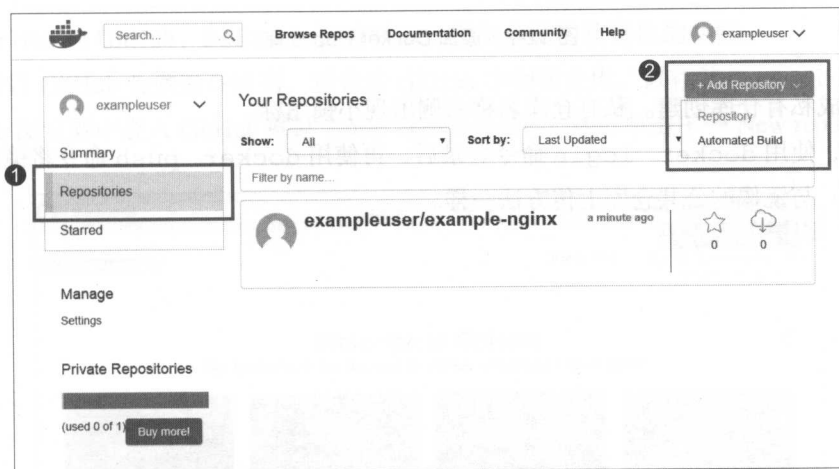 Search...
Browse Repos
Documentation
Community
Help
exampleuser
2
+ Add Repository
Repository
Automated Build
exampleuser
Your Repositories
Show:
All
Sort by:
Last Updated
Summary
1
Repositories
Filter by name...
exampleuser/example-nginx
a minute ago
0
0
Starred
Manage
Settings
Private Repositories
(used 0 of 1)
Buy more!